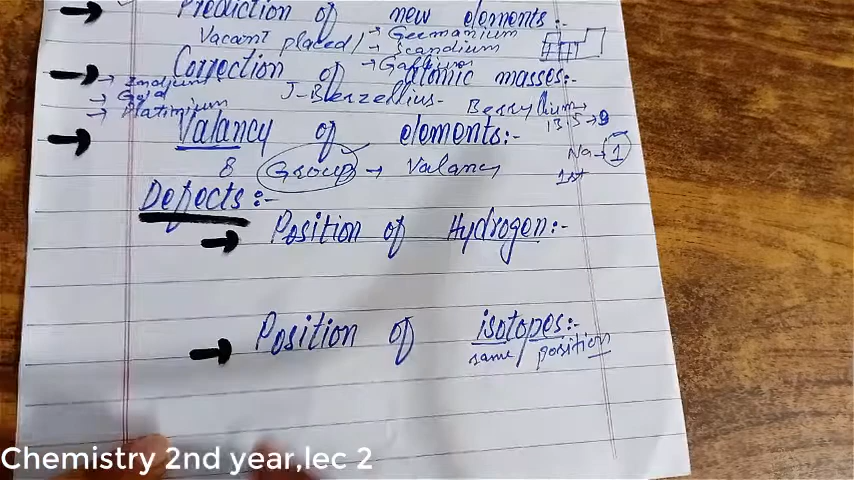 Prediction of new elements:-
Vacant placed/ → Geemanium
→ Scandium
→ Gallium
Correction of atomic masses:-
→ Indium
→ Gold
→ Platinium
J-Berzellius-
Beryllium→
13.5→9
Valancy of elements:-
8 Group → Valancy
Na→1
1st
Defects:-
Position of Hydrogen:-
Position of isotopes:-
same/position
Chemistry 2nd year,lec 2